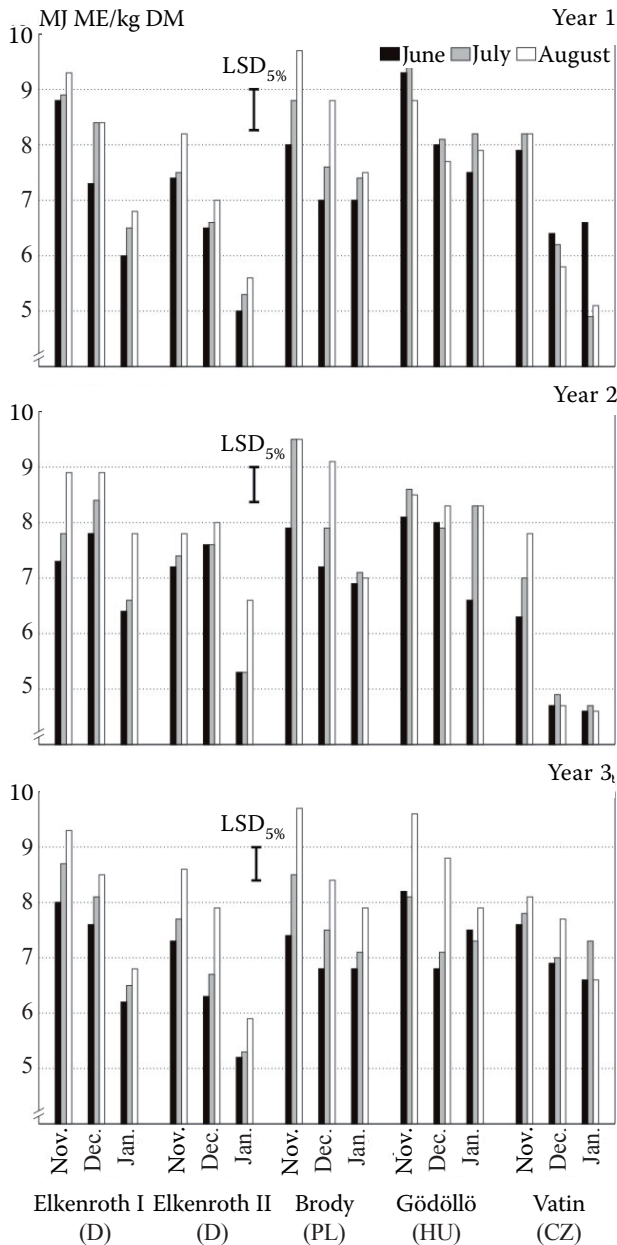 MJ ME/kg DM Year 1
10
June July August
LSD5%
9
8
7
6
5
Year 2
10
LSD5%
9
8
7
6
5
Year 3
10
LSD5%
9
8
7
6
5
Nov. Dec. Jan. Nov. Dec. Jan. Nov. Dec. Jan. Nov. Dec. Jan. Nov. Dec. Jan.
Elkenroth I Elkenroth II Brody Gödöllö Vatin
(D) (D) (PL) (HU) (CZ)